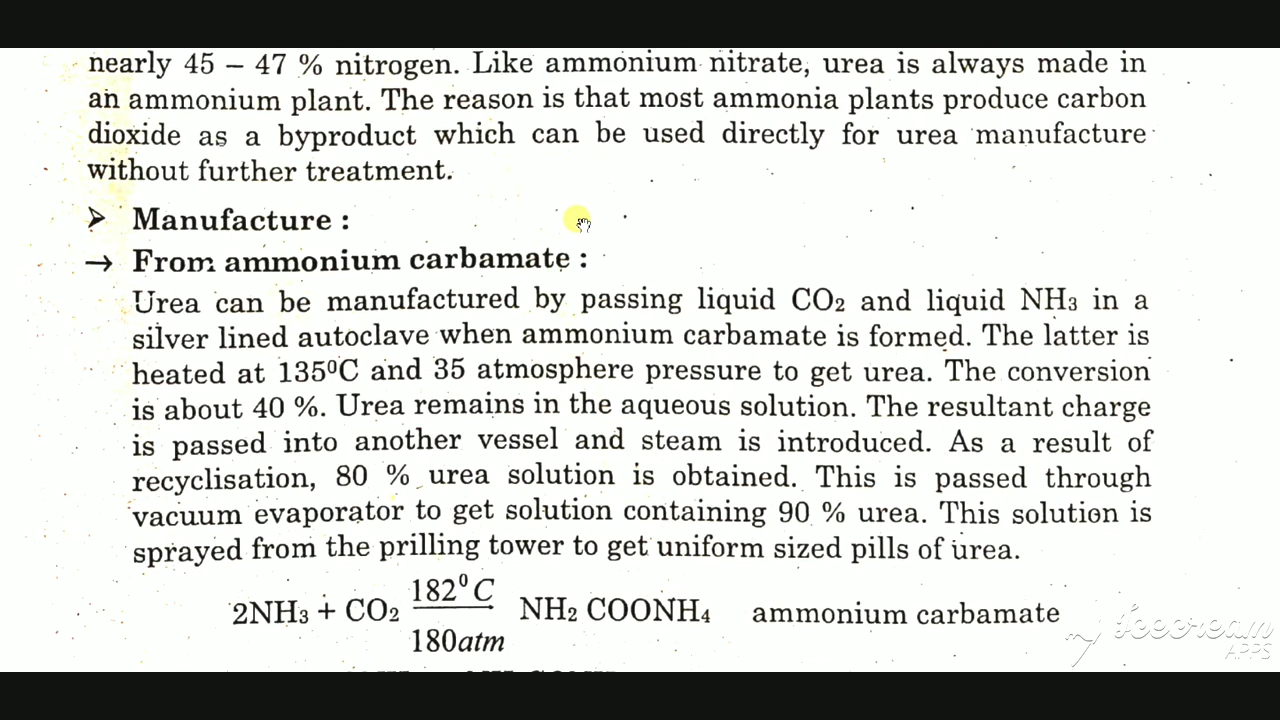 nearly 45 – 47 % nitrogen. Like ammonium nitrate, urea is always made in
an ammonium plant. The reason is that most ammonia plants produce carbon
dioxide as a byproduct which can be used directly for urea manufacture
without further treatment.
➢ Manufacture :
→ From ammonium carbamate :
Urea can be manufactured by passing liquid CO2 and liquid NH3 in a
silver lined autoclave when ammonium carbamate is formed. The latter is
heated at 135⁰C and 35 atmosphere pressure to get urea. The conversion
is about 40 %. Urea remains in the aqueous solution. The resultant charge
is passed into another vessel and steam is introduced. As a result of
recyclisation, 80 % urea solution is obtained. This is passed through
vacuum evaporator to get solution containing 90 % urea. This solution is
sprayed from the prilling tower to get uniform sized pills of urea.
182⁰ C
2NH3 + CO2 ——— NH2 COONH4 ammonium carbamate
180atm
icecream
APPS